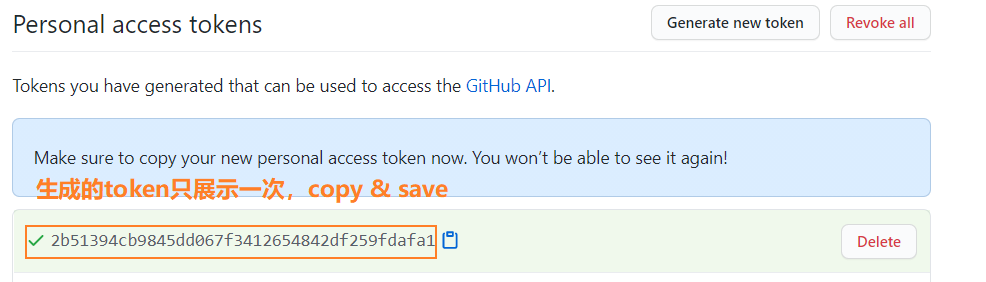 Personal access tokens
Generate new token
Revoke all
Tokens you have generated that can be used to access the GitHub API.
Make sure to copy your new personal access token now. You won't be able to see it again!
生成的token只展示一次，copy & save
2b51394cb9845dd067f3412654842df259fdafa1
Delete